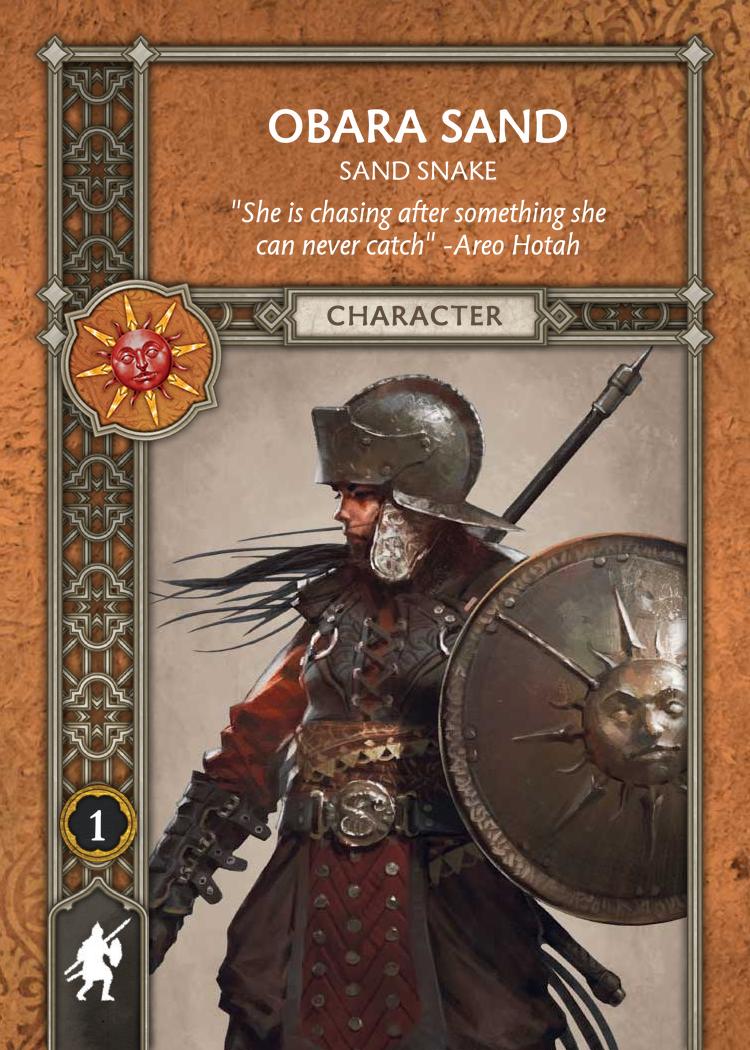 OBARA SAND
SAND SNAKE
"She is chasing after something she
can never catch" -Areo Hotah
CHARACTER
1